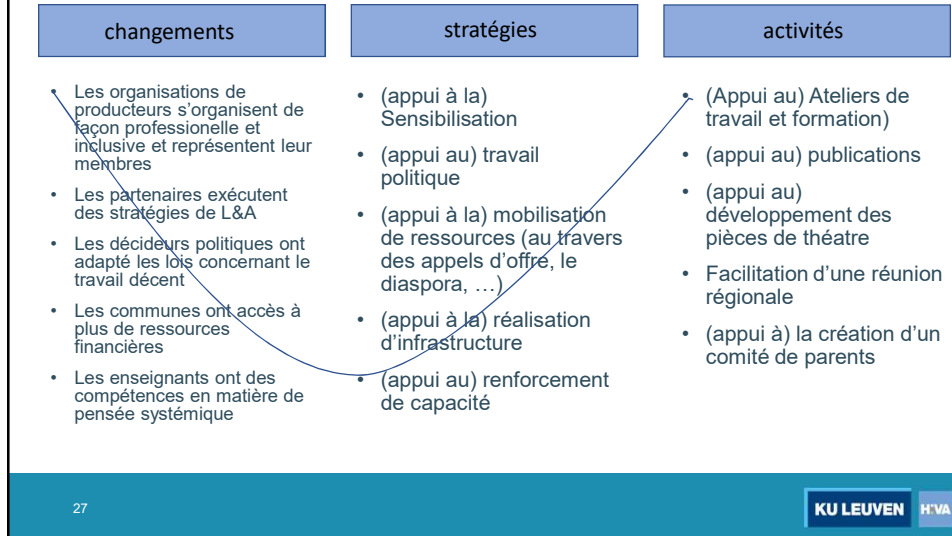 changements
Les organisations de
producteurs s'organisent de
façon professionelle et
inclusive et représentent leur
membres
Les partenaires exécutent
des stratégies de L&A
Les décideurs politiques ont
adapté les lois concernant le
travail décent
Les communes ont accès à
plus de ressources
financières
Les enseignants ont des
compétences en matière de
pensée systémique
stratégies
(appui à la)
Sensibilisation
(appui au) travail
politique
(appui à la) mobilisation
de ressources (au travers
des appels d'offre, le
diaspora, …)
(appui à la) réalisation
d'infrastructure
(appui au) renforcement
de capacité
activités
(Appui au) Ateliers de
travail et formation)
(appui au) publications
(appui au)
développement des
pièces de théatre
Facilitation d'une réunion
régionale
(appui à) la création d'un
comité de parents
27
KU LEUVEN HIVA